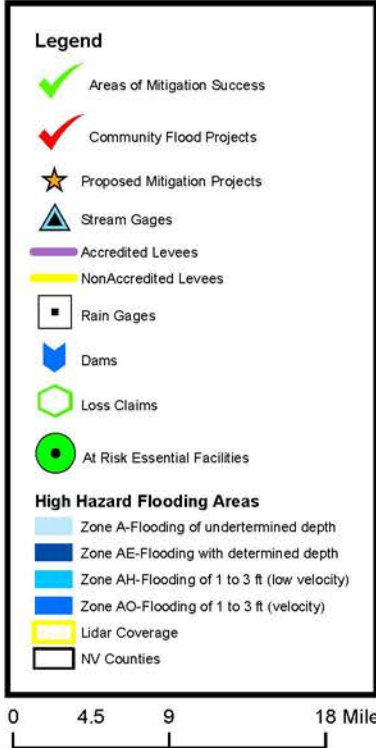 Legend
Areas of Mitigation Success
Community Flood Projects
Proposed Mitigation Projects
Stream Gages
Accredited Levees
NonAccredited Levees
Rain Gages
Dams
Loss Claims
At Risk Essential Facilities
High Hazard Flooding Areas
Zone A-Flooding of undertermined depth
Zone AE-Flooding with determined depth
Zone AH-Flooding of 1 to 3 ft (low velocity)
Zone AO-Flooding of 1 to 3 ft (velocity)
Lidar Coverage
NV Counties
0 4.5 9 18 Mile